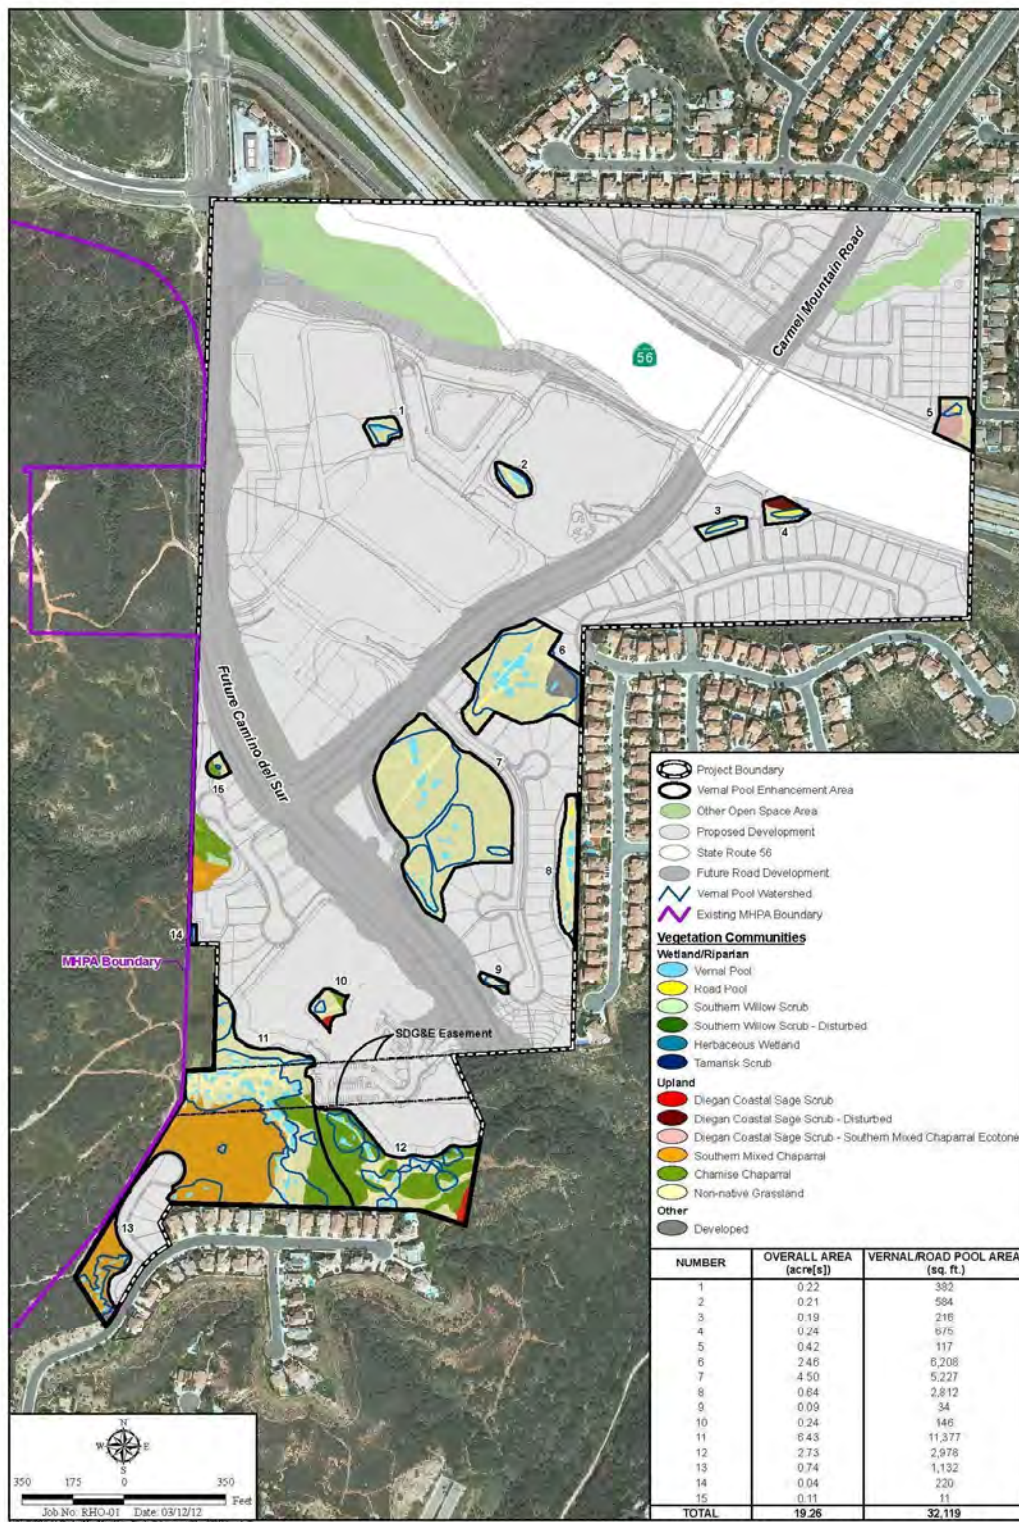 56
Carmel Mountain Road
1
2
3
4
5
6
7
8
9
10
11
12
13
14
15
Future Camino del Sur
MHPA Boundary
SDG&E Easement
Project Boundary
Vernal Pool Enhancement Area
Other Open Space Area
Proposed Development
State Route 56
Future Road Development
Vernal Pool Watershed
Existing MHPA Boundary
Vegetation Communities
Wetland/Riparian
Vernal Pool
Road Pool
Southern Willow Scrub
Southern Willow Scrub - Disturbed
Herbaceous Wetland
Tamarisk Scrub
Upland
Diegan Coastal Sage Scrub
Diegan Coastal Sage Scrub - Disturbed
Diegan Coastal Sage Scrub - Southern Mixed Chaparral Ecotone
Southern Mixed Chaparral
Chamise Chaparral
Non-native Grassland
Other
Developed
NUMBER OVERALL AREA (acre[s]) VERNAL/ROAD POOL AREA (sq. ft.)
1 0.22 382
2 0.21 584
3 0.19 216
4 0.24 675
5 0.42 117
6 2.46 6,208
7 4.50 5,227
8 0.64 2,812
9 0.09 34
10 0.24 146
11 6.43 11,377
12 2.73 2,978
13 0.74 1,132
14 0.04 220
15 0.11 11
TOTAL 19.26 32,119
N
W E
S
350 175 0 350
Feet
Job No: RHO-01 Date: 03/12/12